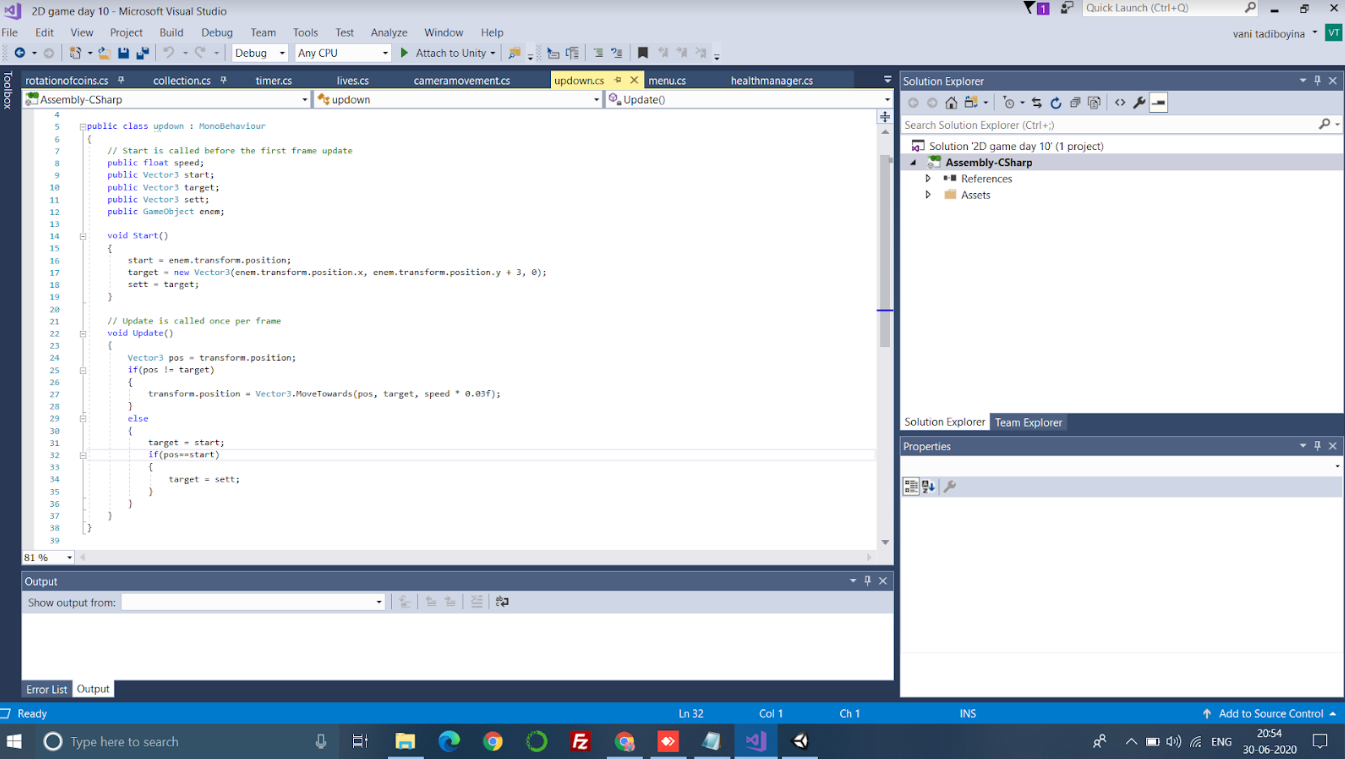 2D game day 10 - Microsoft Visual Studio
1
Quick Launch (Ctrl+Q)
File Edit View Project Build Debug Team Tools Test Analyze Window Help
vani tadiboyina
VT
Debug Any CPU Attach to Unity
Toolbox
rotationofcoins.cs collection.cs timer.cs lives.cs cameramovement.cs updown.cs menu.cs healthmanager.cs
Assembly-CSharp updown Update()
4
5 public class updown : MonoBehaviour
6 {
7 // Start is called before the first frame update
8 public float speed;
9 public Vector3 start;
10 public Vector3 target;
11 public Vector3 sett;
12 public GameObject enem;
13
14 void Start()
15 {
16 start = enem.transform.position;
17 target = new Vector3(enem.transform.position.x, enem.transform.position.y + 3, 0);
18 sett = target;
19 }
20
21 // Update is called once per frame
22 void Update()
23 {
24 Vector3 pos = transform.position;
25 if(pos != target)
26 {
27 transform.position = Vector3.MoveTowards(pos, target, speed * 0.03f);
28 }
29 else
30 {
31 target = start;
32 if(pos==start)
33 {
34 target = sett;
35 }
36 }
37 }
38 }
39
81 %
Output
Show output from:
Error List Output
Solution Explorer
Search Solution Explorer (Ctrl+;)
Solution '2D game day 10' (1 project)
Assembly-CSharp
References
Assets
Solution Explorer Team Explorer
Properties
Ready Ln 32 Col 1 Ch 1 INS Add to Source Control
Type here to search
ENG
20:54
30-06-2020